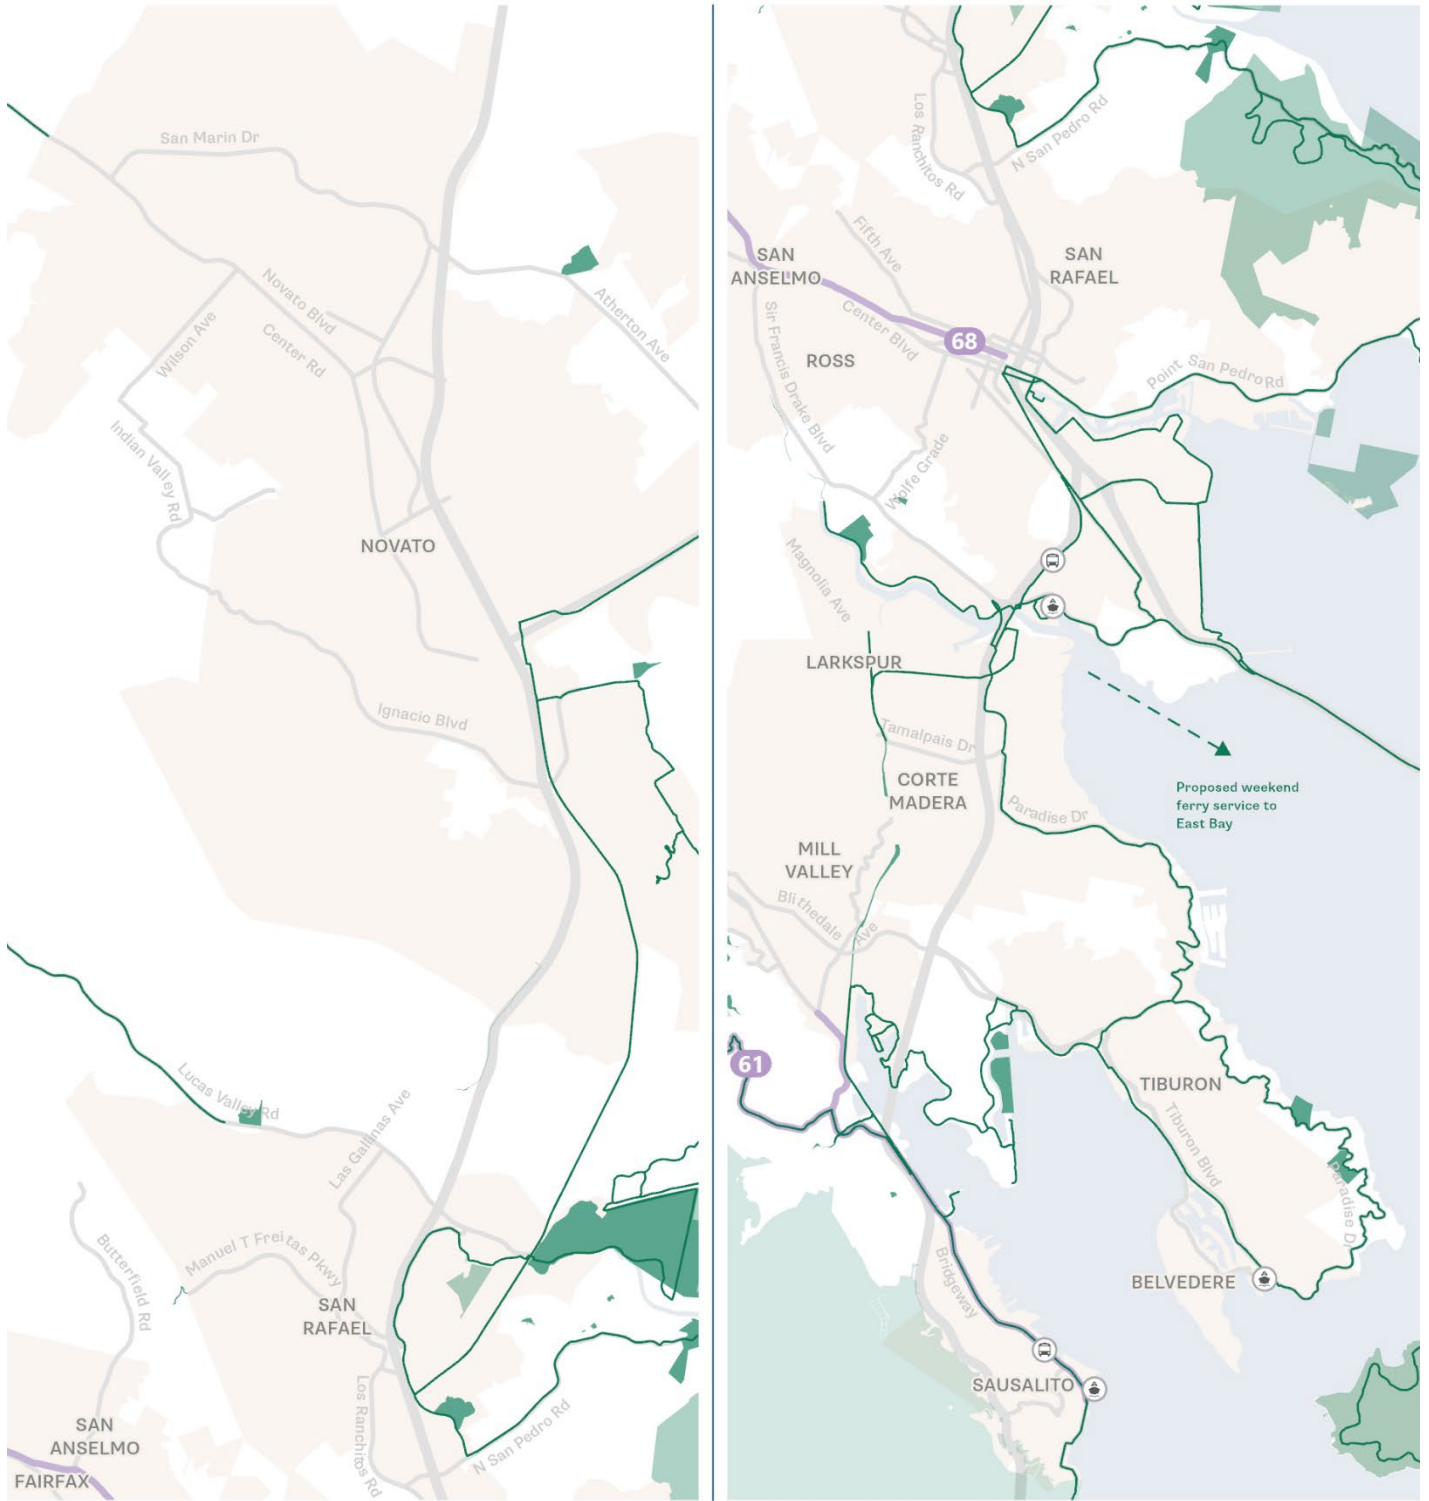 San Marin Dr
Novato Blvd
Atherton Ave
Wilson Ave
Center Rd
Indian Valley Rd
NOVATO
Ignacio Blvd
Lucas Valley Rd
Las Gallinas Ave
Butterfield Rd
Manuel T Freitas Pkwy
SAN
RAFAEL
Los Ranchitos Rd
N San Pedro Rd
SAN
ANSELMO
FAIRFAX
Los Ranchitos Rd
N San Pedro Rd
Fifth Ave
SAN
ANSELMO
SAN
RAFAEL
Sir Francis Drake Blvd
Center Blvd
68
ROSS
Point San Pedro Rd
Wolfe Grade
Magnolia Ave
LARKSPUR
Tamalpais Dr
CORTE
MADERA
Paradise Dr
Proposed weekend
ferry service to
East Bay
MILL
VALLEY
Blithedale Ave
61
TIBURON
Tiburon Blvd
Paradise Dr
Bridgeway
BELVEDERE
SAUSALITO